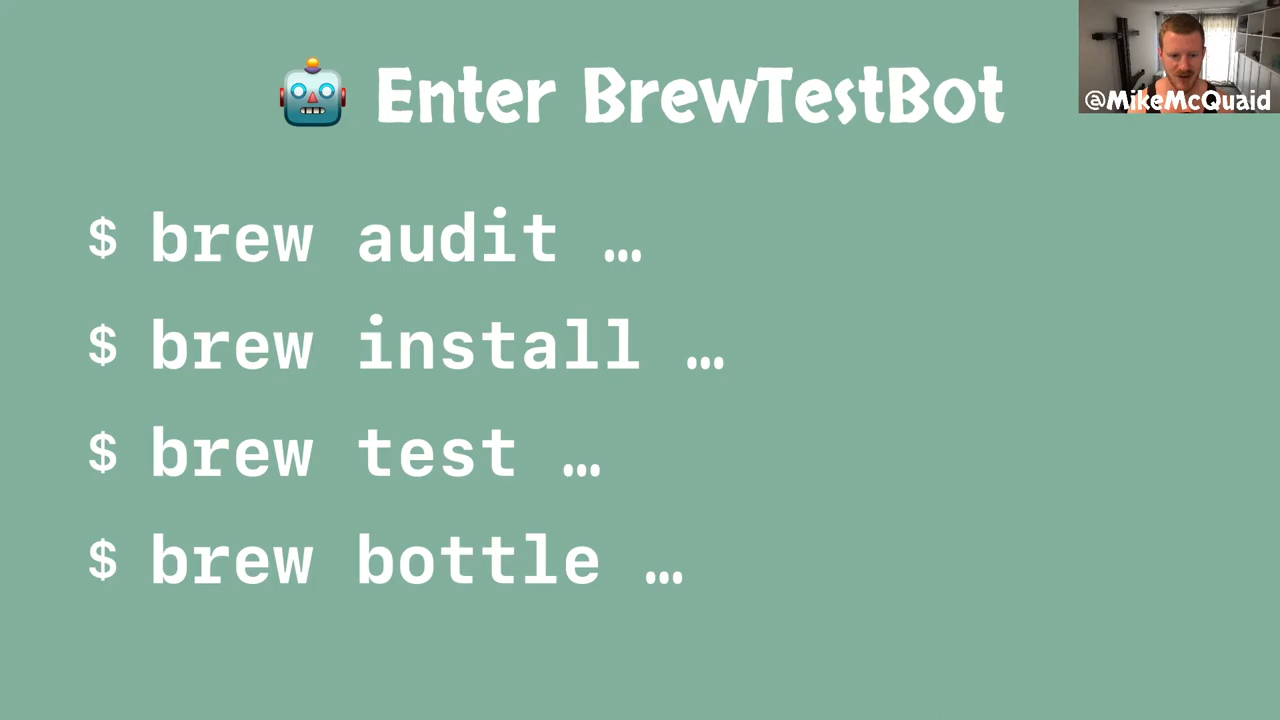 Enter BrewTestBot
@MikeMcQuaid
$ brew audit …
$ brew install …
$ brew test …
$ brew bottle …